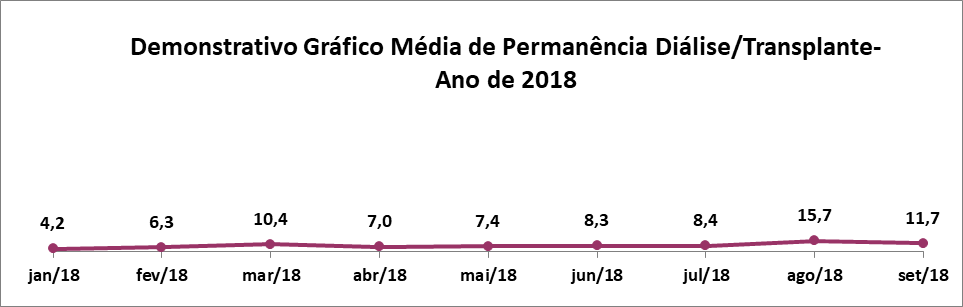 Demonstrativo Gráfico Média de Permanência Diálise/Transplante-
Ano de 2018
4,2 6,3 10,4 7,0 7,4 8,3 8,4 15,7 11,7
jan/18 fev/18 mar/18 abr/18 mai/18 jun/18 jul/18 ago/18 set/18